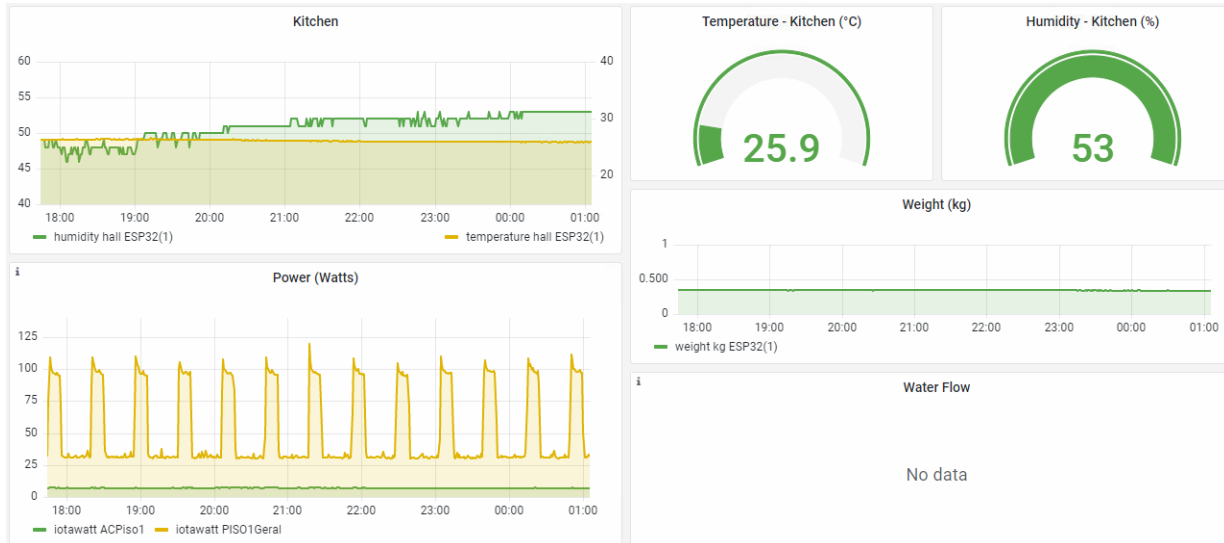 Kitchen
60
55
50
45
40
40
30
20
18:00 19:00 20:00 21:00 22:00 23:00 00:00 01:00
humidity hall ESP32(1) temperature hall ESP32(1)
Temperature - Kitchen (°C)
25.9
Humidity - Kitchen (%)
53
Weight (kg)
1
0.500
0
18:00 19:00 20:00 21:00 22:00 23:00 00:00 01:00
weight kg ESP32(1)
i
Power (Watts)
125
100
75
50
25
0
18:00 19:00 20:00 21:00 22:00 23:00 00:00 01:00
iotawatt ACPiso1 iotawatt PISO1Geral
i
Water Flow
No data